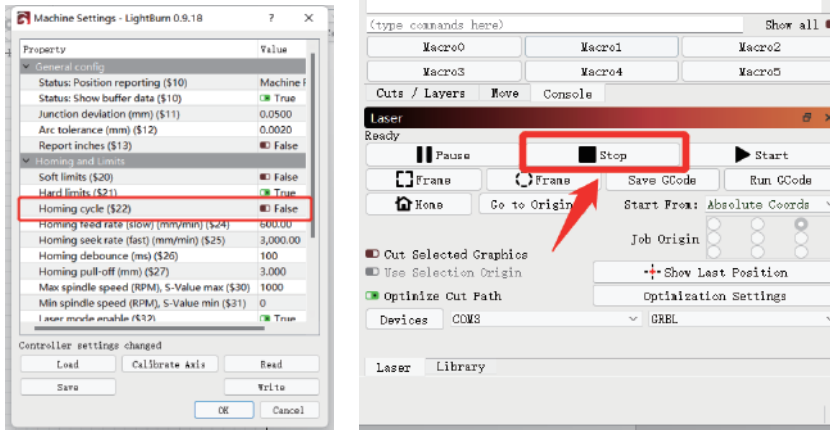 Machine Settings - LightBurn 0.9.18 ? ×
Property Value
General config
Status: Position reporting ($10) Machine
Status: Show buffer data ($10) True
Junction deviation (mm) ($11) 0.0500
Arc tolerance (mm) ($12) 0.0020
Report inches ($13) False
Homing and Limits
Soft limits ($20) False
Hard limits ($21) True
Homing cycle ($22) False
Homing feed rate (slow) (mm/min) ($24) 600.00
Homing seek rate (fast) (mm/min) ($25) 3,000.00
Homing debounce (ms) ($26) 100
Homing pull-off (mm) ($27) 3.000
Max spindle speed (RPM), S-Value max ($30) 1000
Min spindle speed (RPM), S-Value min ($31) 0
Laser mode enable ($32) True
Controller settings changed
Load Calibrate Axis Read
Save Write
OK Cancel
(type commands here) Show all
Macro0 Macro1 Macro2
Macro3 Macro4 Macro5
Cuts / Layers Move Console
Laser
Ready
Pause Stop Start
Frame Frame Save GCode Run GCode
Home Go to Origin Start From: Absolute Coords
Job Origin
Cut Selected Graphics
Use Selection Origin Show Last Position
Optimize Cut Path Optimization Settings
Devices COM3 GRBL
Laser Library